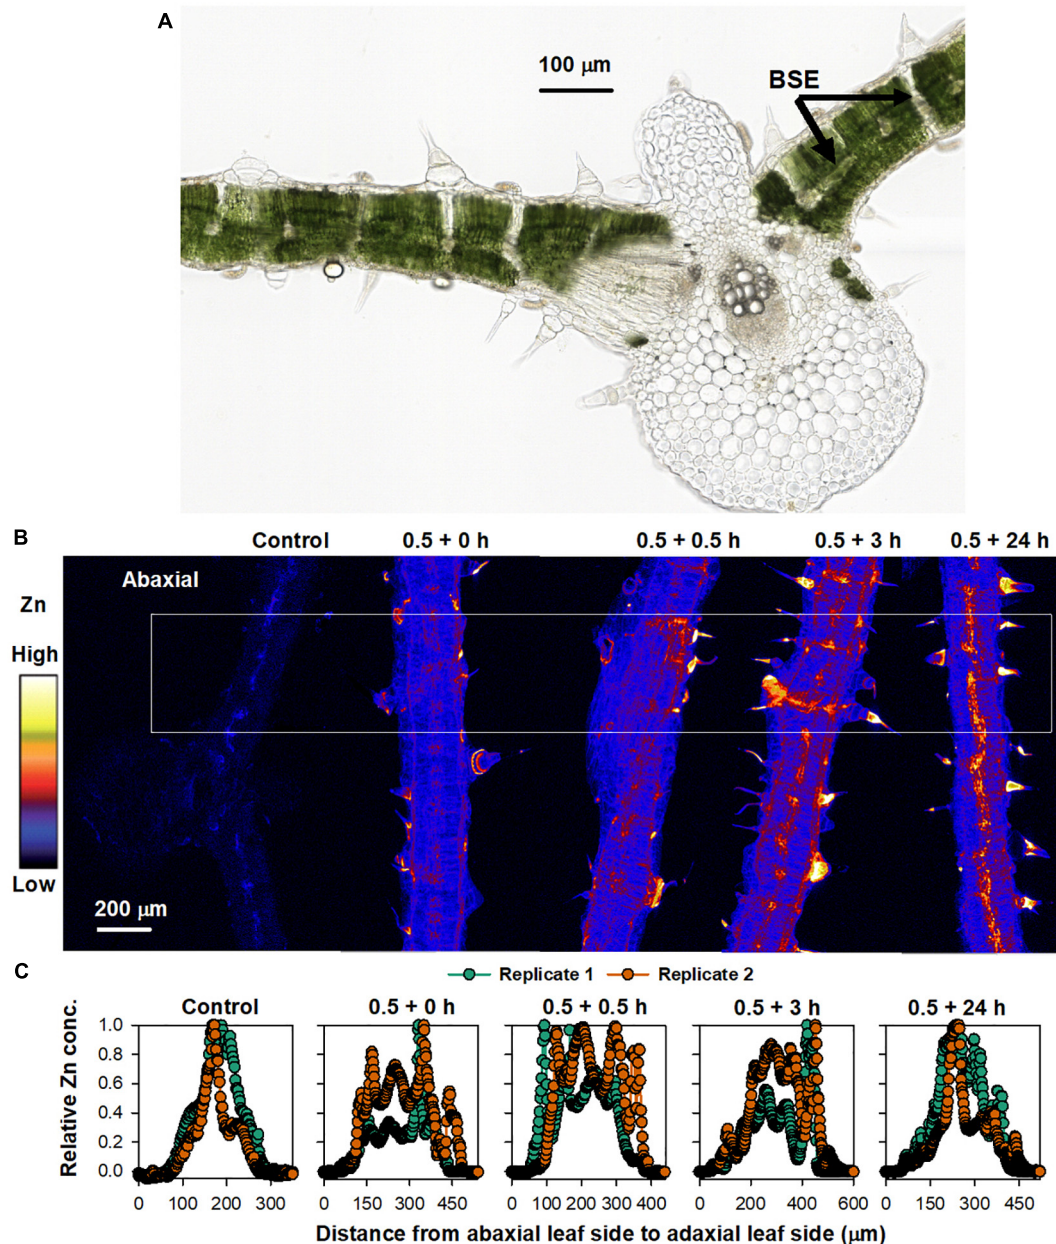 A
100 µm
BSE
B
Control 0.5 + 0 h 0.5 + 0.5 h 0.5 + 3 h 0.5 + 24 h
Abaxial
Zn
High
Low
200 µm
C
Replicate 1 Replicate 2
Control 0.5 + 0 h 0.5 + 0.5 h 0.5 + 3 h 0.5 + 24 h
Relative Zn conc.
1.0
0.8
0.6
0.4
0.2
0.0
0 100 200 300 0 150 300 450 0 100 200 300 400 0 150 300 450 600 0 150 300 450
Distance from abaxial leaf side to adaxial leaf side (µm)